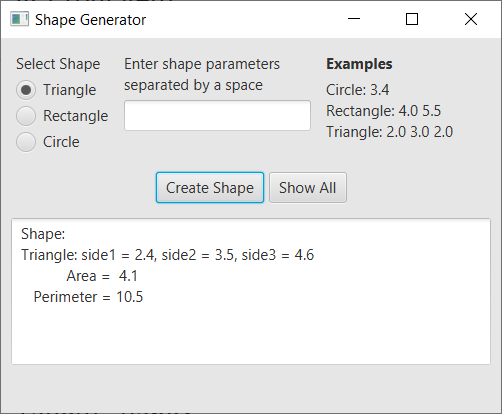 Shape Generator
Select Shape
Triangle
Rectangle
Circle
Enter shape parameters
separated by a space
Examples
Circle: 3.4
Rectangle: 4.0 5.5
Triangle: 2.0 3.0 2.0
Create Shape
Show All
Shape:
Triangle: side1 = 2.4, side2 = 3.5, side3 = 4.6
Area = 4.1
Perimeter = 10.5